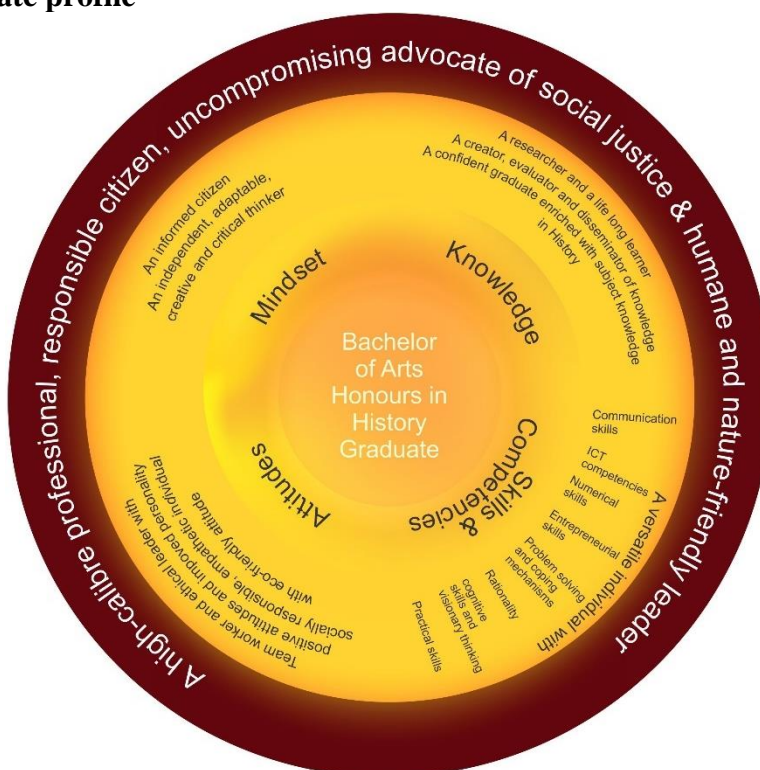 ate profile
A high-calibre professional, responsible citizen, uncompromising advocate of social justice & humane and nature-friendly leader
An informed citizen
An independent, adaptable,
creative and critical thinker
Mindset
A researcher and a life long learner
A creator, evaluator and disseminator of knowledge
A confident graduate enriched with subject knowledge
in History
Knowledge
Bachelor
of Arts
Honours in
History
Graduate
Skills &
Competencies
A versatile individual with
Communication
skills
ICT
competencies
Numerical
skills
Entrepreneurial
skills
Problem solving
and coping
mechanisms
Rationality
cognitive
skills and
visionary thinking
Practical skills
Attitudes
Team worker and ethical leader with
positive attitudes and improved personality
socially responsible, empathetic individual
with eco-friendly attitude